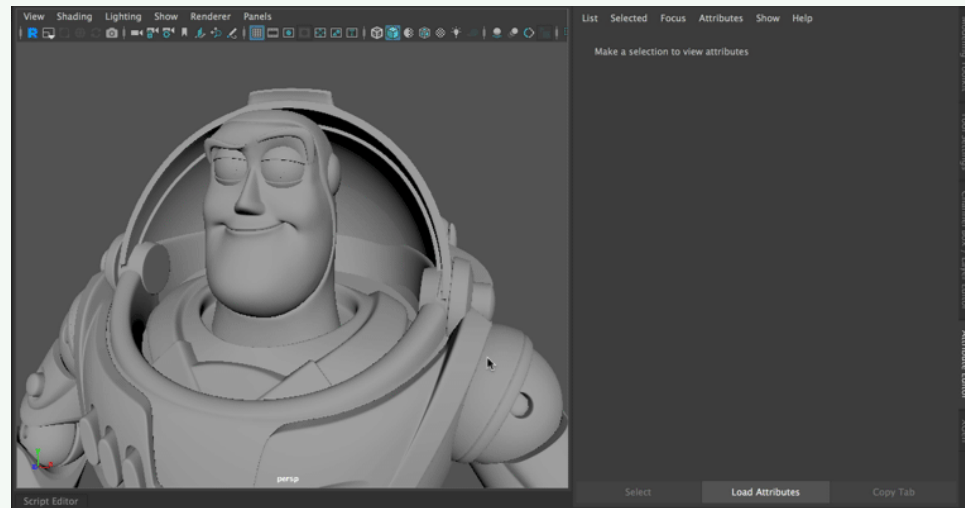 View Shading Lighting Show Renderer Panels
List Selected Focus Attributes Show Help
Make a selection to view attributes
persp
Select Load Attributes Copy Tab
Script Editor
Attribute Editor